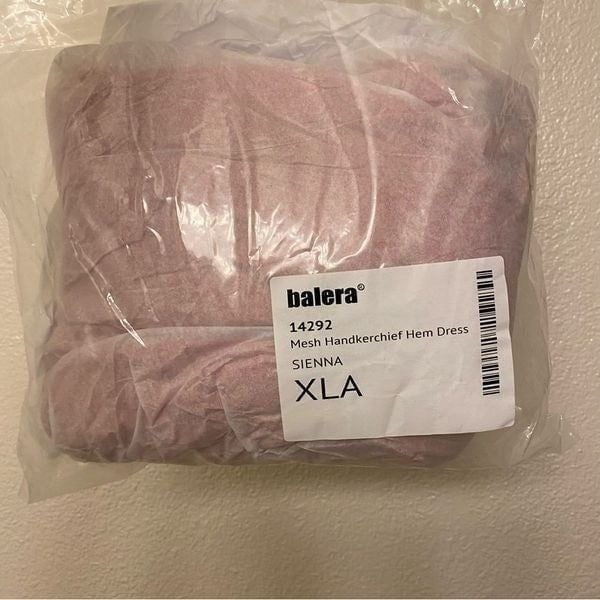 balera®
14292
Mesh Handkerchief Hem Dress
SIENNA
XLA